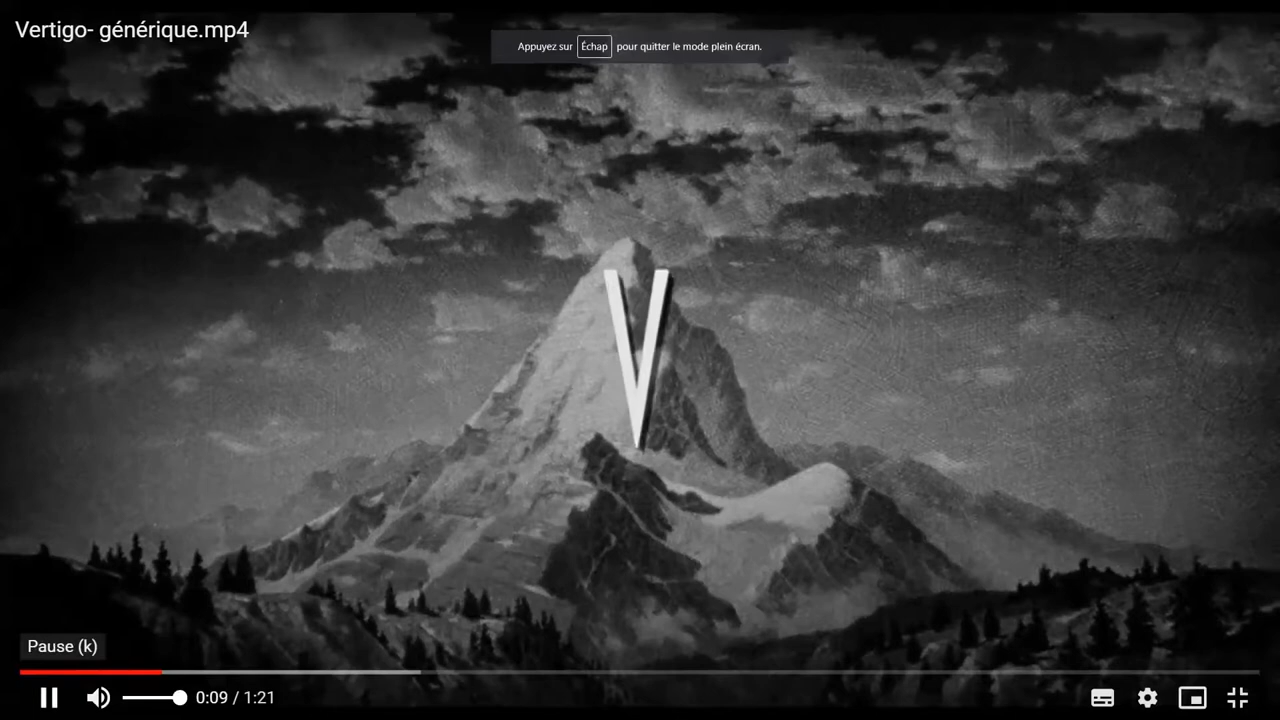 Vertigo- générique.mp4
Appuyez sur Échap pour quitter le mode plein écran.
V
Pause (k)
0:09 / 1:21